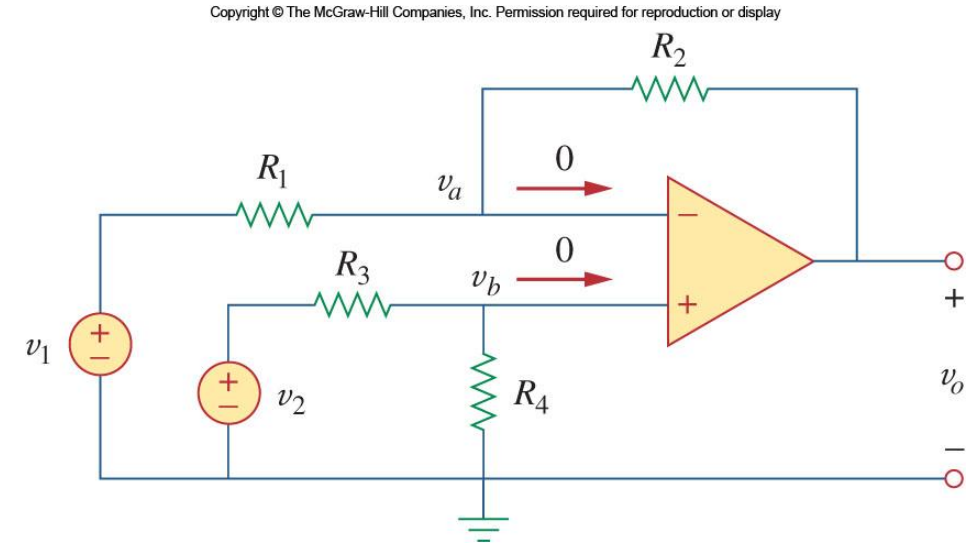 Copyright © The McGraw-Hill Companies, Inc. Permission required for reproduction or display
R2
R1
va
0
R3
vb
0
−
+
+
v1
+
−
v2
+
−
R4
vo
−